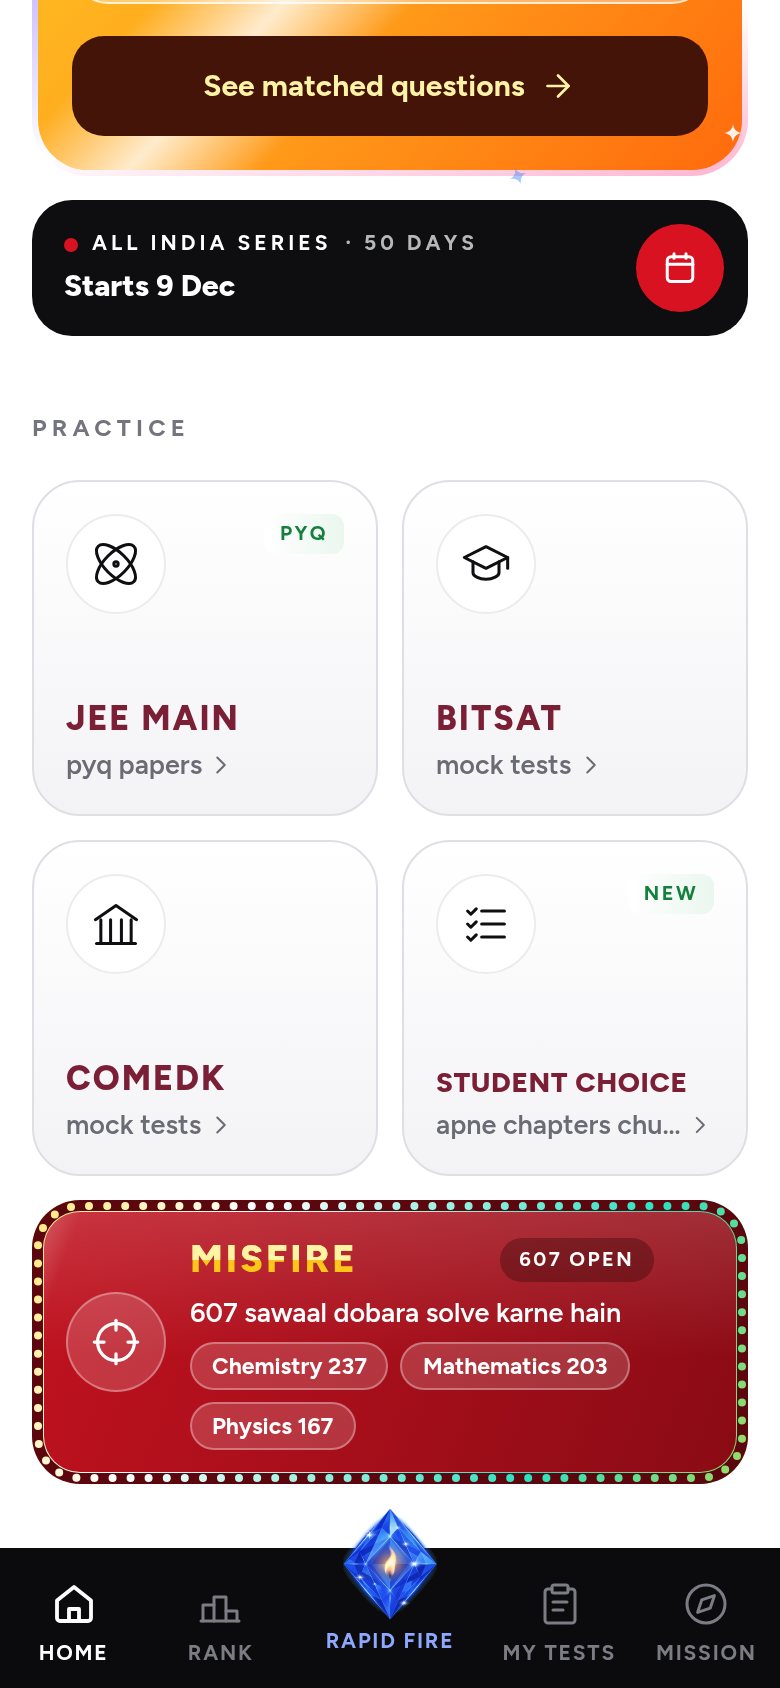 See matched questions
ALL INDIA SERIES · 50 DAYS
Starts 9 Dec
PRACTICE
PYQ
JEE MAIN
pyq papers
BITSAT
mock tests
COMEDK
mock tests
NEW
STUDENT CHOICE
apne chapters chu...
MISFIRE
607 OPEN
607 sawaal dobara solve karne hain
Chemistry 237
Mathematics 203
Physics 167
HOME
RANK
RAPID FIRE
MY TESTS
MISSION